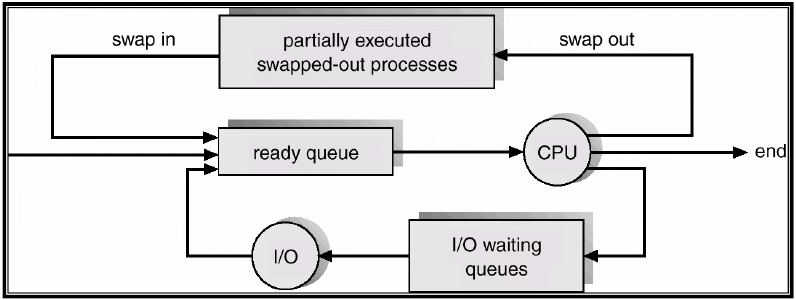 swap in
partially executed
swapped-out processes
swap out
ready queue
CPU
end
I/O
I/O waiting
queues